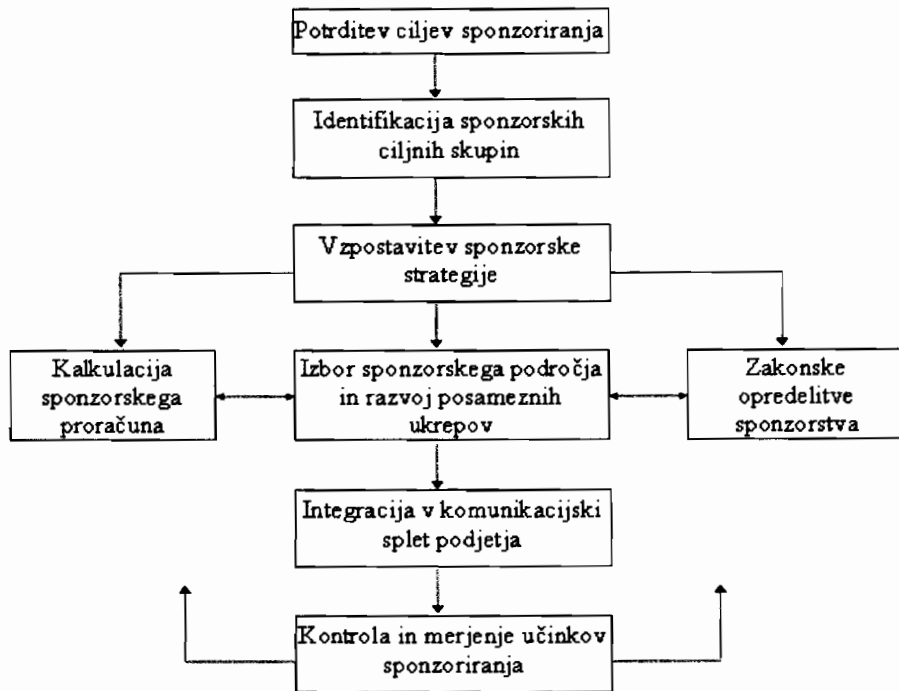 Potrditev ciljev sponzoriranja
Identifikacija sponzorskih
ciljnih skupin
Vzpostavitev sponzorske
strategije
Kalkulacija
sponzorskega
proračuna
Izbor sponzorskega področja
in razvoj posameznih
ukrepov
Zakonske
opredelitve
sponzorstva
Integracija v komunikacijski
splet podjetja
Kontrola in merjenje učinkov
sponzoriranja